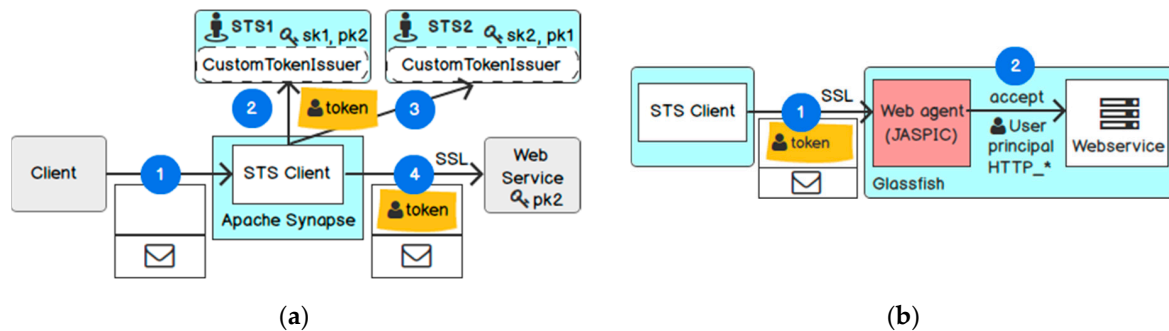 STS1
sk1, pk2
CustomTokenIssuer
STS2
sk2, pk1
CustomTokenIssuer
2
token
3
Client
1
STS Client
Apache Synapse
4
SSL
token
Web
Service
pk2
(a)
STS Client
1
SSL
token
Web agent
(JASPIC)
2
accept
User
principal
HTTP_*
Webservice
Glassfish
(b)